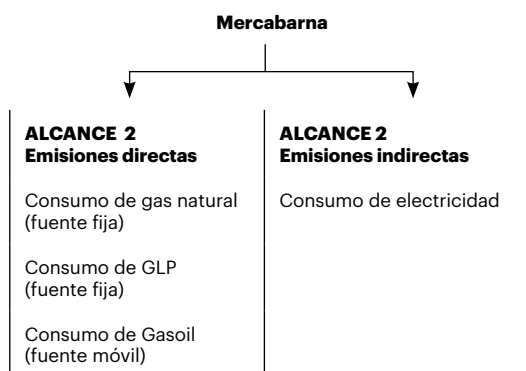 Mercabarna
ALCANCE 2
Emisiones directas
Consumo de gas natural
(fuente fija)
Consumo de GLP
(fuente fija)
Consumo de Gasoil
(fuente móvil)
ALCANCE 2
Emisiones indirectas
Consumo de electricidad